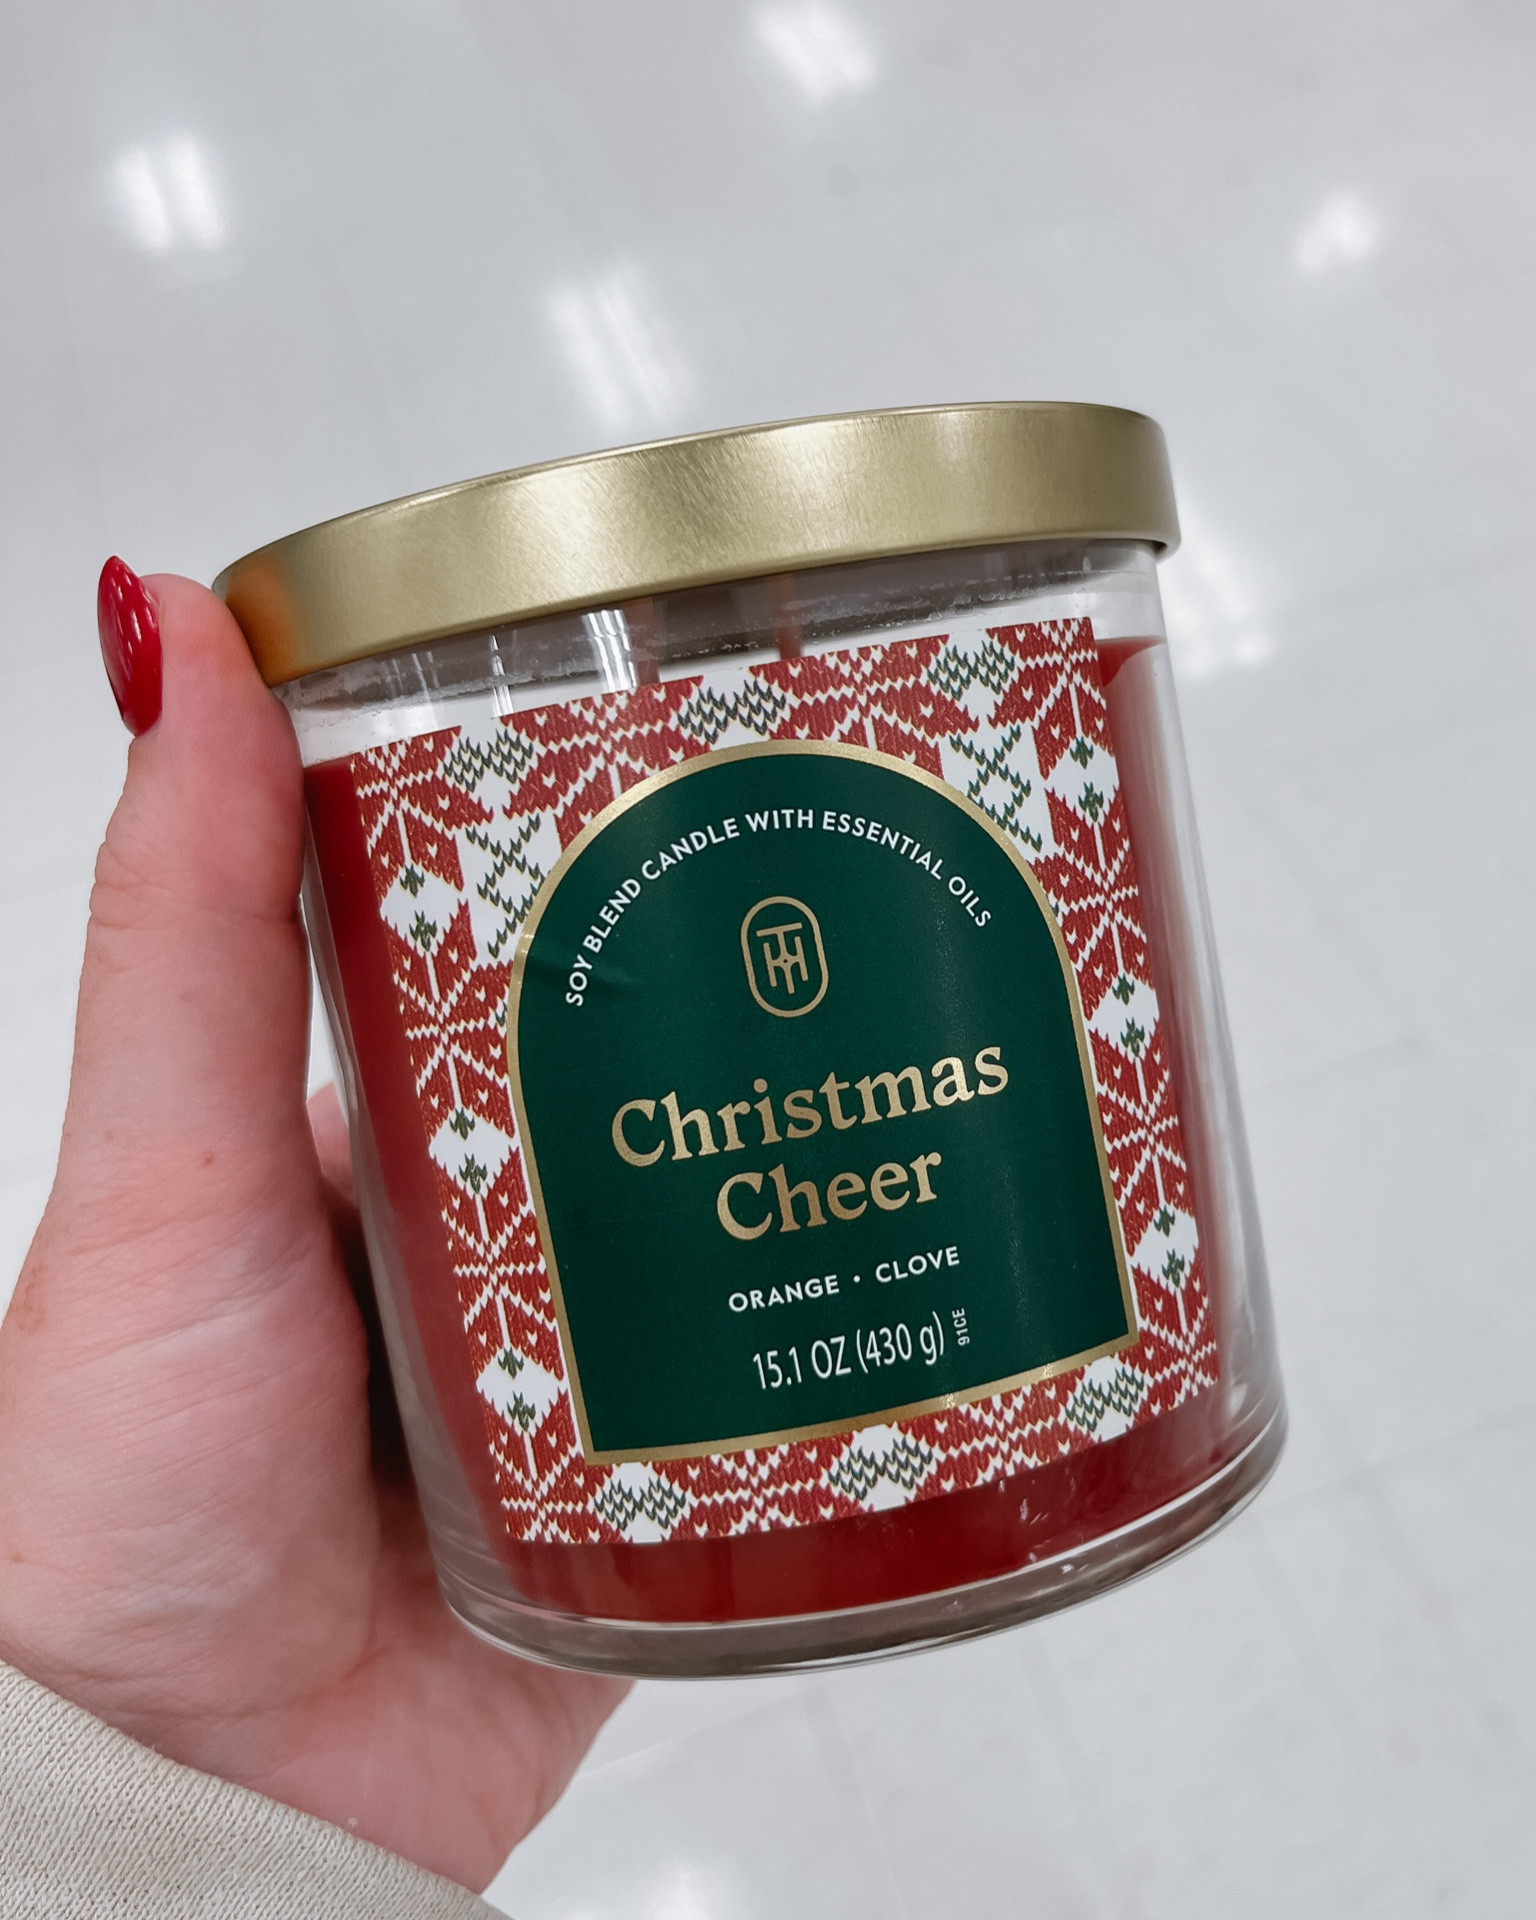 SOY BLEND CANDLE WITH ESSENTIAL OILS
Christmas
Cheer
ORANGE • CLOVE
15.1 OZ (430 g) 91CE